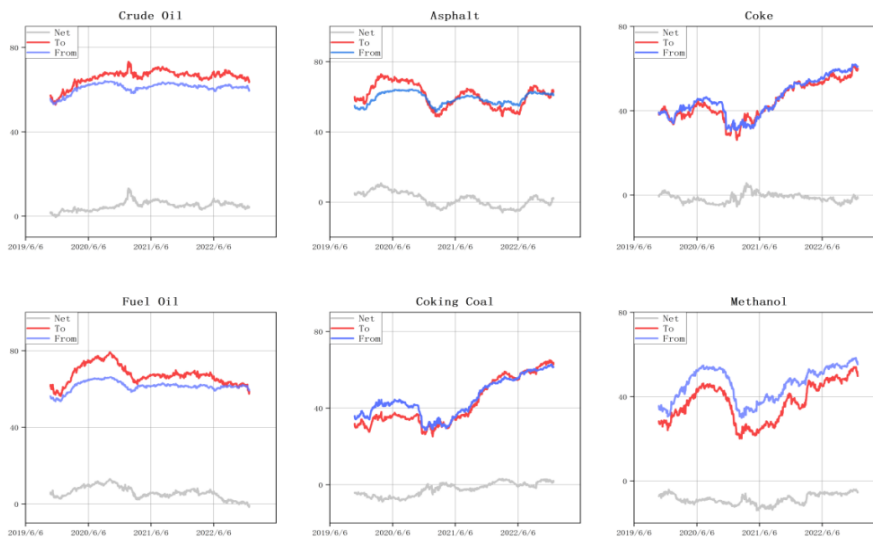 Crude Oil
Net
To
From
80
40
0
2019/6/6
2020/6/6
2021/6/6
2022/6/6
Asphalt
Net
To
From
80
40
0
2019/6/6
2020/6/6
2021/6/6
2022/6/6
Coke
Net
To
From
80
40
0
2019/6/6
2020/6/6
2021/6/6
2022/6/6
Fuel Oil
Net
To
From
80
40
0
2019/6/6
2020/6/6
2021/6/6
2022/6/6
Coking Coal
Net
To
From
80
40
0
2019/6/6
2020/6/6
2021/6/6
2022/6/6
Methanol
Net
To
From
80
40
0
2019/6/6
2020/6/6
2021/6/6
2022/6/6